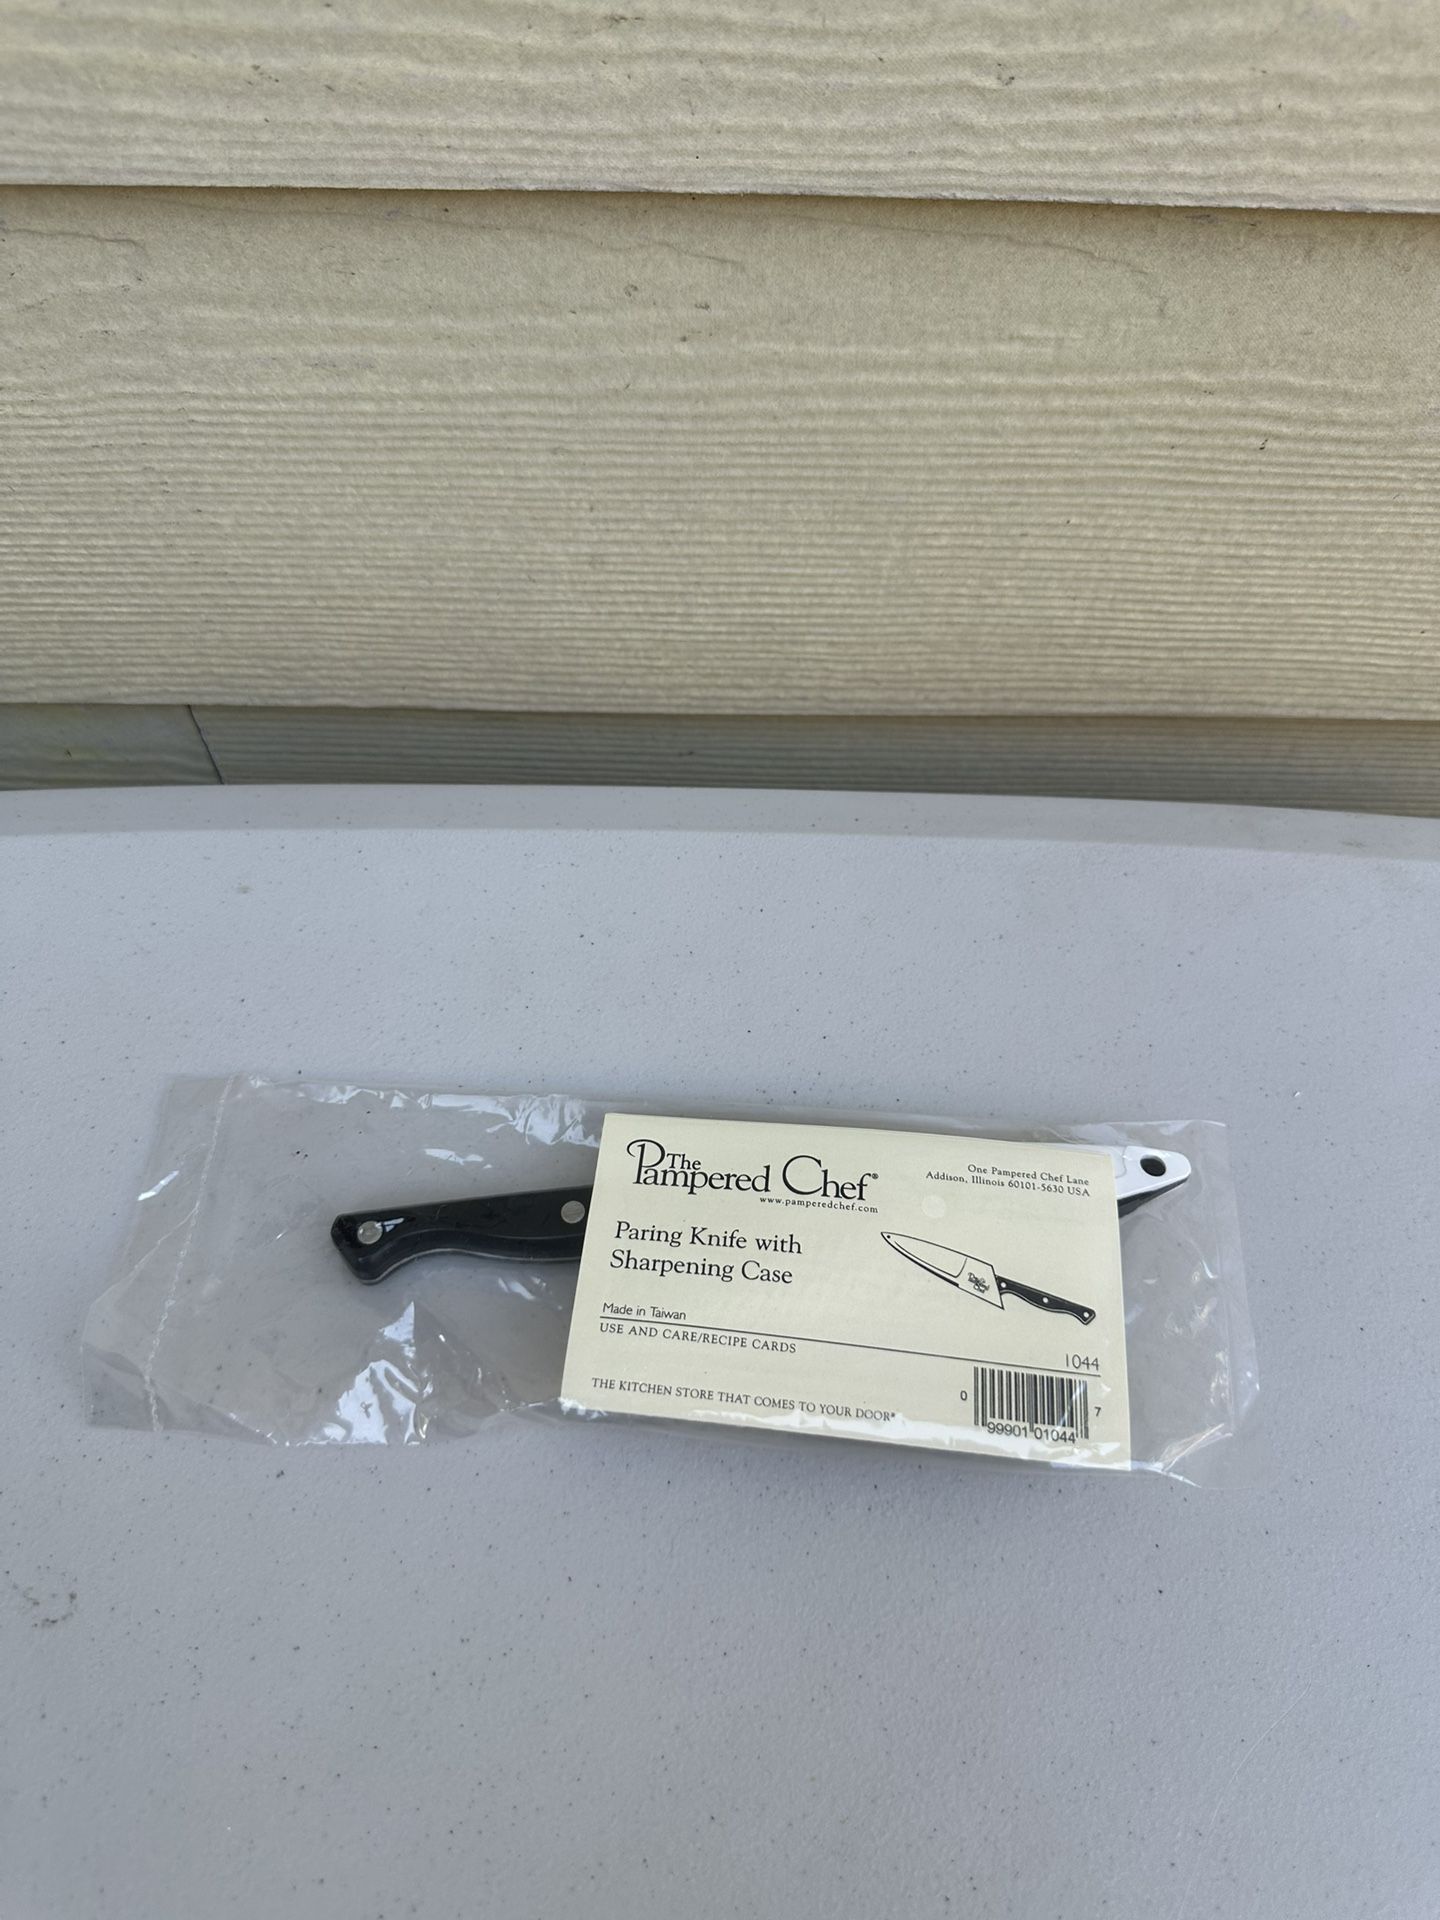 The
Pampered Chef®
www.pamperedchef.com
One Pampered Chef Lane
Addison, Illinois 60101-5630 USA
Paring Knife with
Sharpening Case
Pampered
Chef
Made in Taiwan
USE AND CARE/RECIPE CARDS
1044
THE KITCHEN STORE THAT COMES TO YOUR DOOR®
0 99901 01044 7